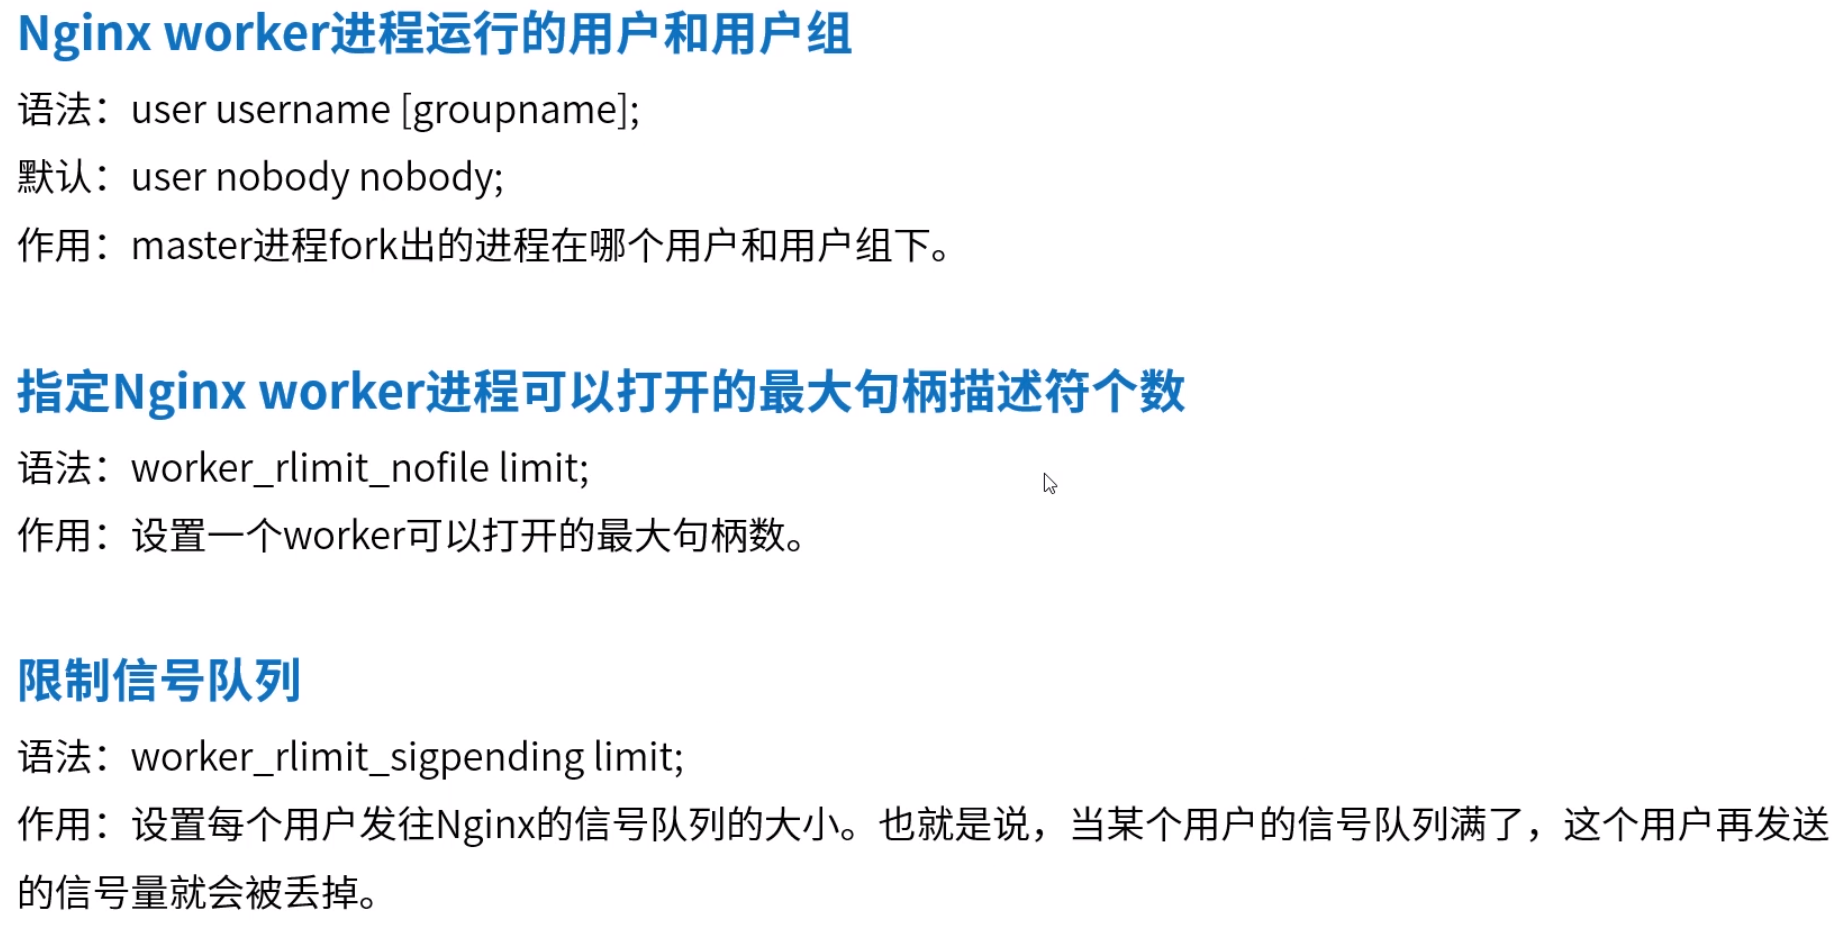 Nginx worker进程运行的用户和用户组
语法：user username [groupname];
默认：user nobody nobody;
作用：master进程fork出的进程在哪个用户和用户组下。
指定Nginx worker进程可以打开的最大句柄描述符个数
语法：worker_rlimit_nofile limit;
作用：设置一个worker可以打开的最大句柄数。
限制信号队列
语法：worker_rlimit_sigpending limit;
作用：设置每个用户发往Nginx的信号队列的大小。也就是说，当某个用户的信号队列满了，这个用户再发送
的信号量就会被丢掉。